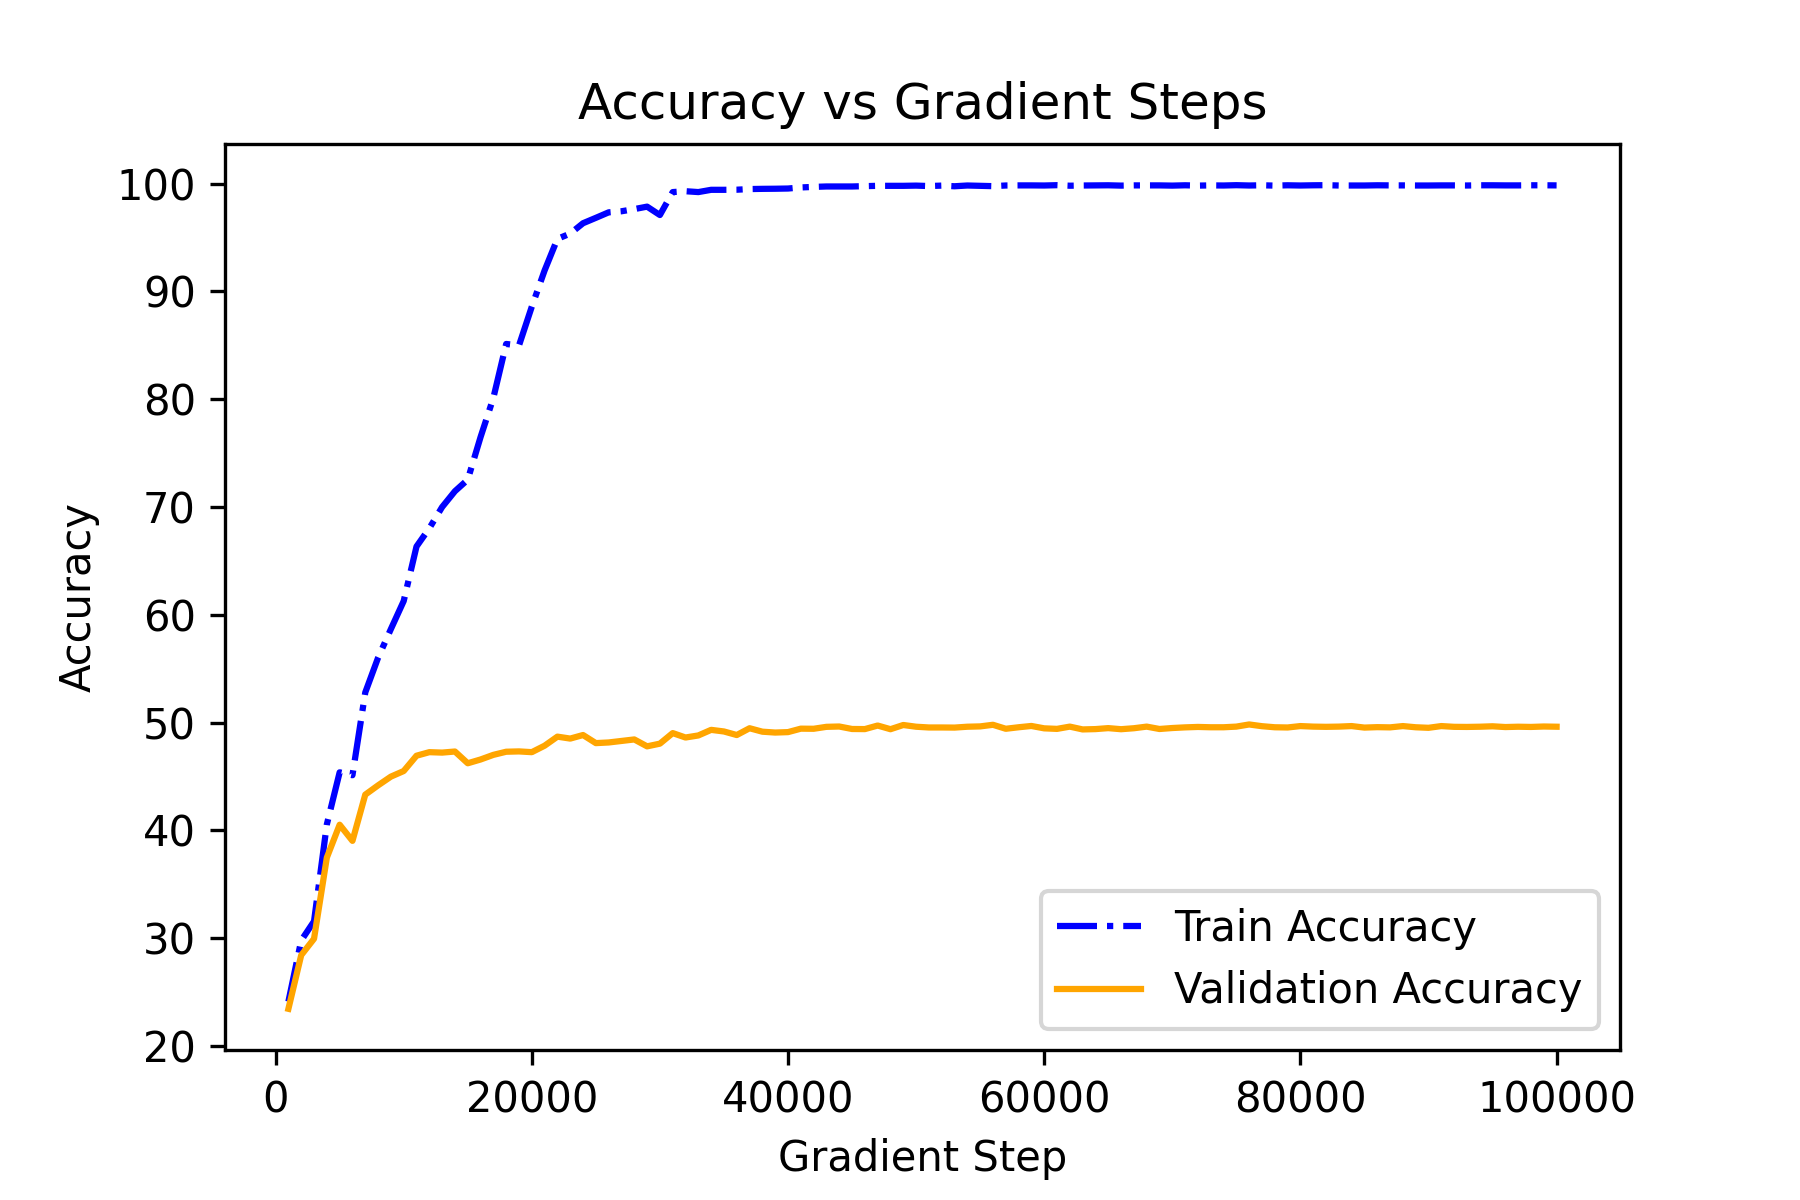 Accuracy vs Gradient Steps
100
90
80
70
60
50
40
30
20
Accuracy
Train Accuracy
Validation Accuracy
0 20000 40000 60000 80000 100000
Gradient Step